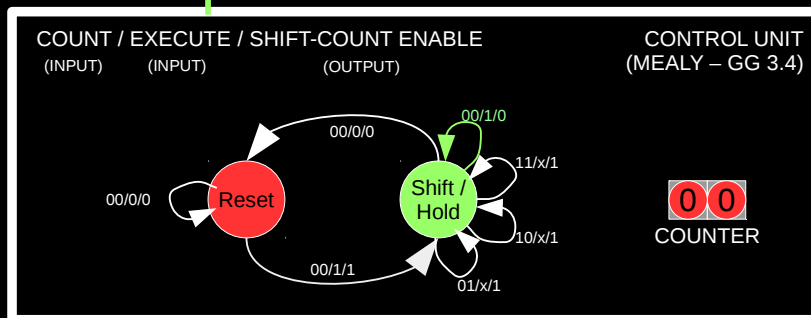 COUNT / EXECUTE / SHIFT-COUNT ENABLE
(INPUT) (INPUT) (OUTPUT)
CONTROL UNIT
(MEALY – GG 3.4)
00/1/0
00/0/0
11/x/1
00/0/0
Reset
Shift /
Hold
0 0
COUNTER
10/x/1
00/1/1
01/x/1